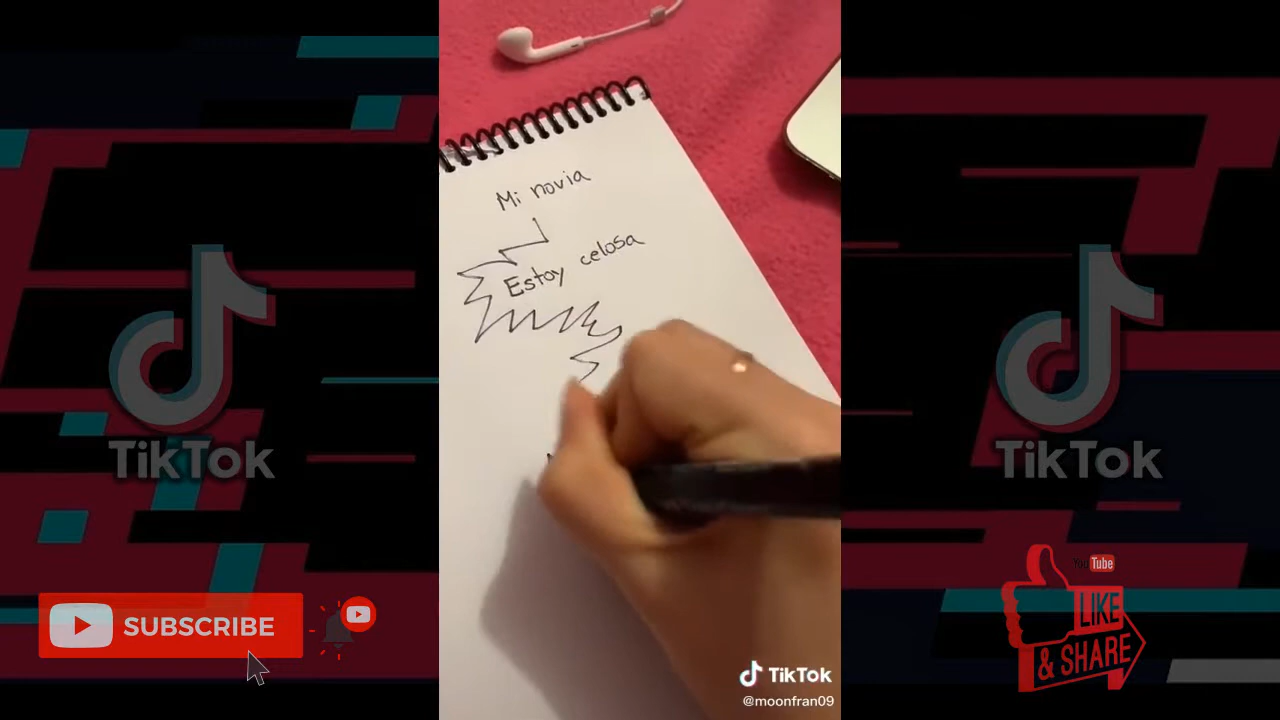 Mi novia
Estoy celosa
TikTok
TikTok
SUBSCRIBE
YouTube
LIKE
& SHARE
TikTok
@moonfran09